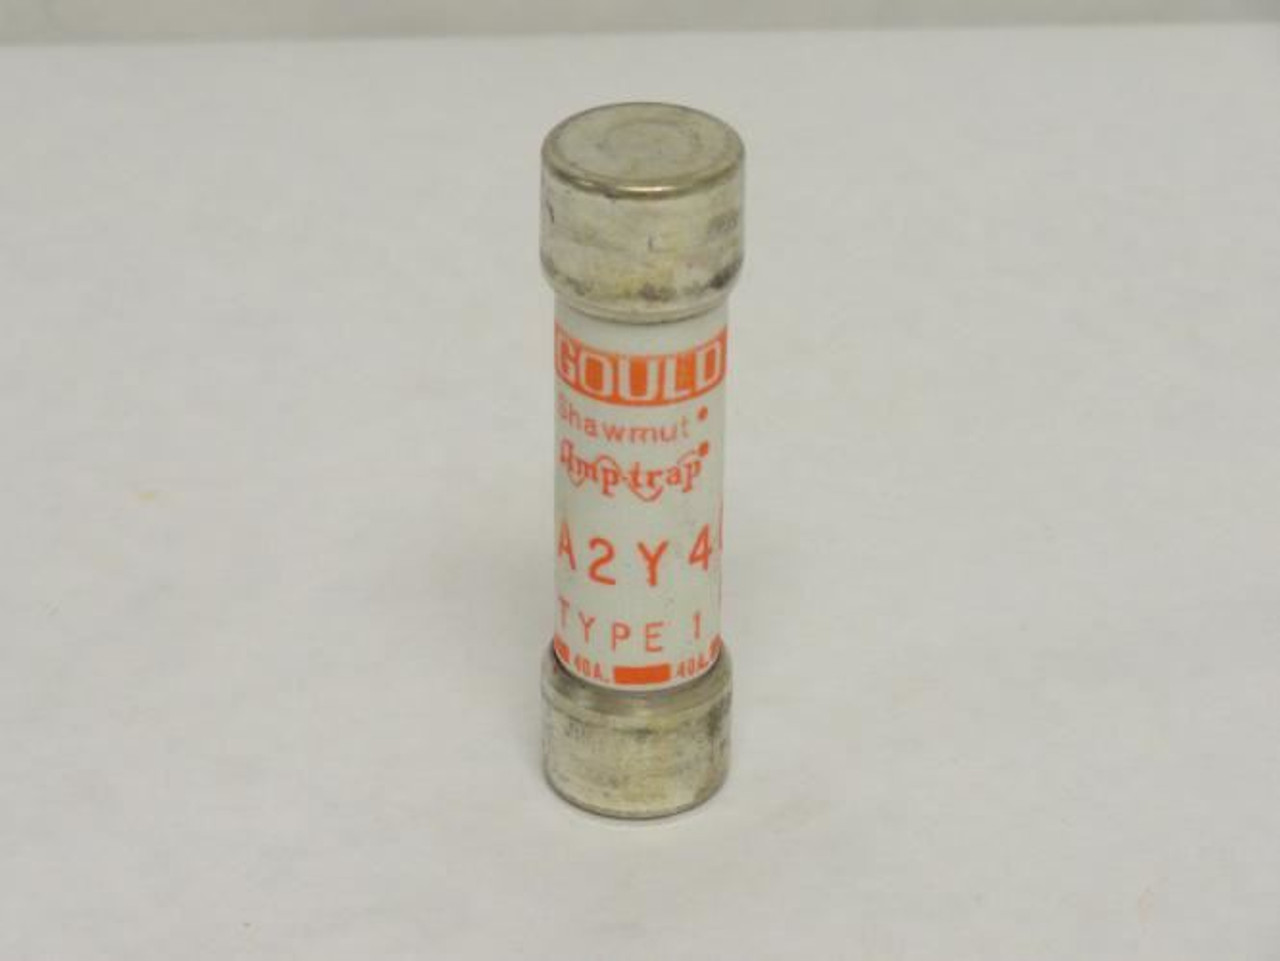 GOULD
Shawmut
Amp-trap
A2Y4
TYPE 1
40A. 40A.